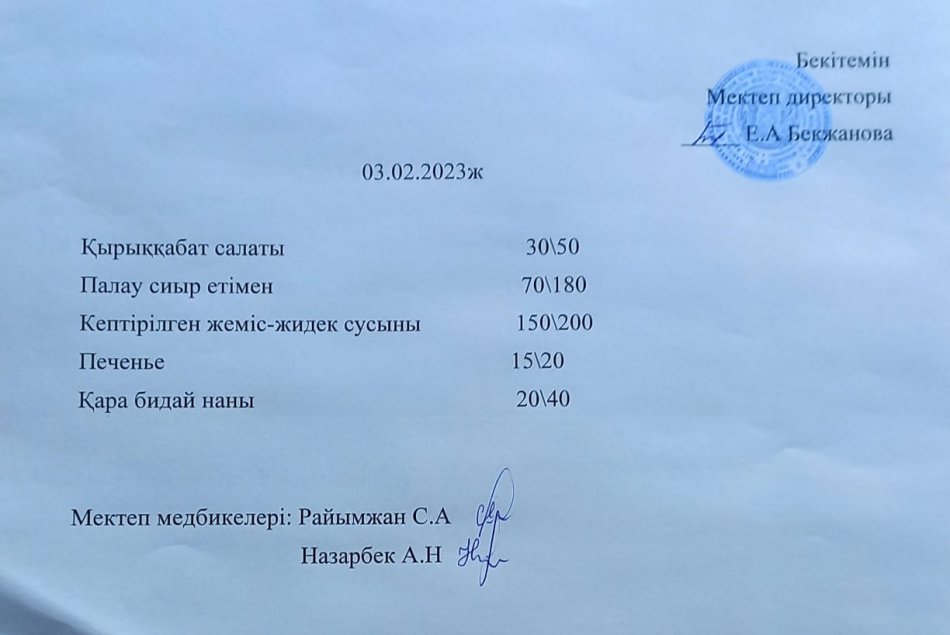 Бекітемін
Мектеп директоры
Е.А Бекжанова
03.02.2023ж
Қырыққабат салаты 30\50
Палау сиыр етімен 70\180
Кептірілген жеміс-жидек сусыны 150\200
Печенье 15\20
Қара бидай наны 20\40
Мектеп медбикелері: Райымжан С.А
Назарбек А.Н